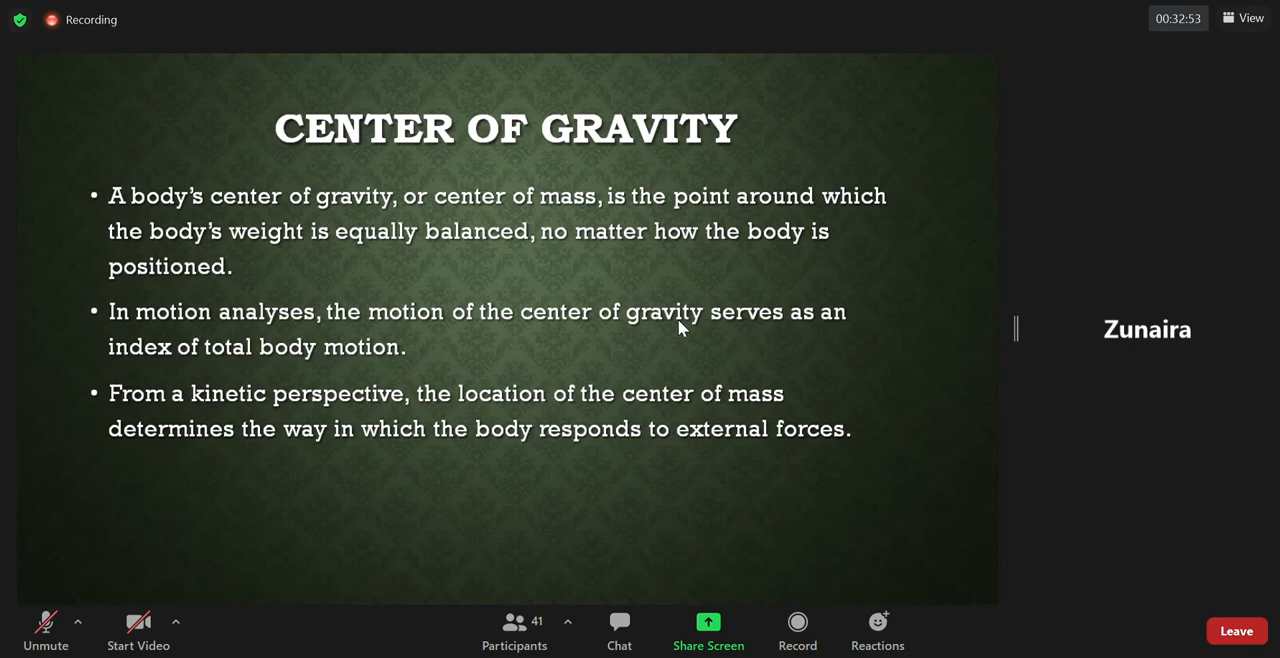 Recording
00:32:53
View
CENTER OF GRAVITY
• A body's center of gravity, or center of mass, is the point around which
the body's weight is equally balanced, no matter how the body is
positioned.
• In motion analyses, the motion of the center of gravity serves as an
index of total body motion.
• From a kinetic perspective, the location of the center of mass
determines the way in which the body responds to external forces.
Zunaira
41
Unmute
Start Video
Participants
Chat
Share Screen
Record
Reactions
Leave